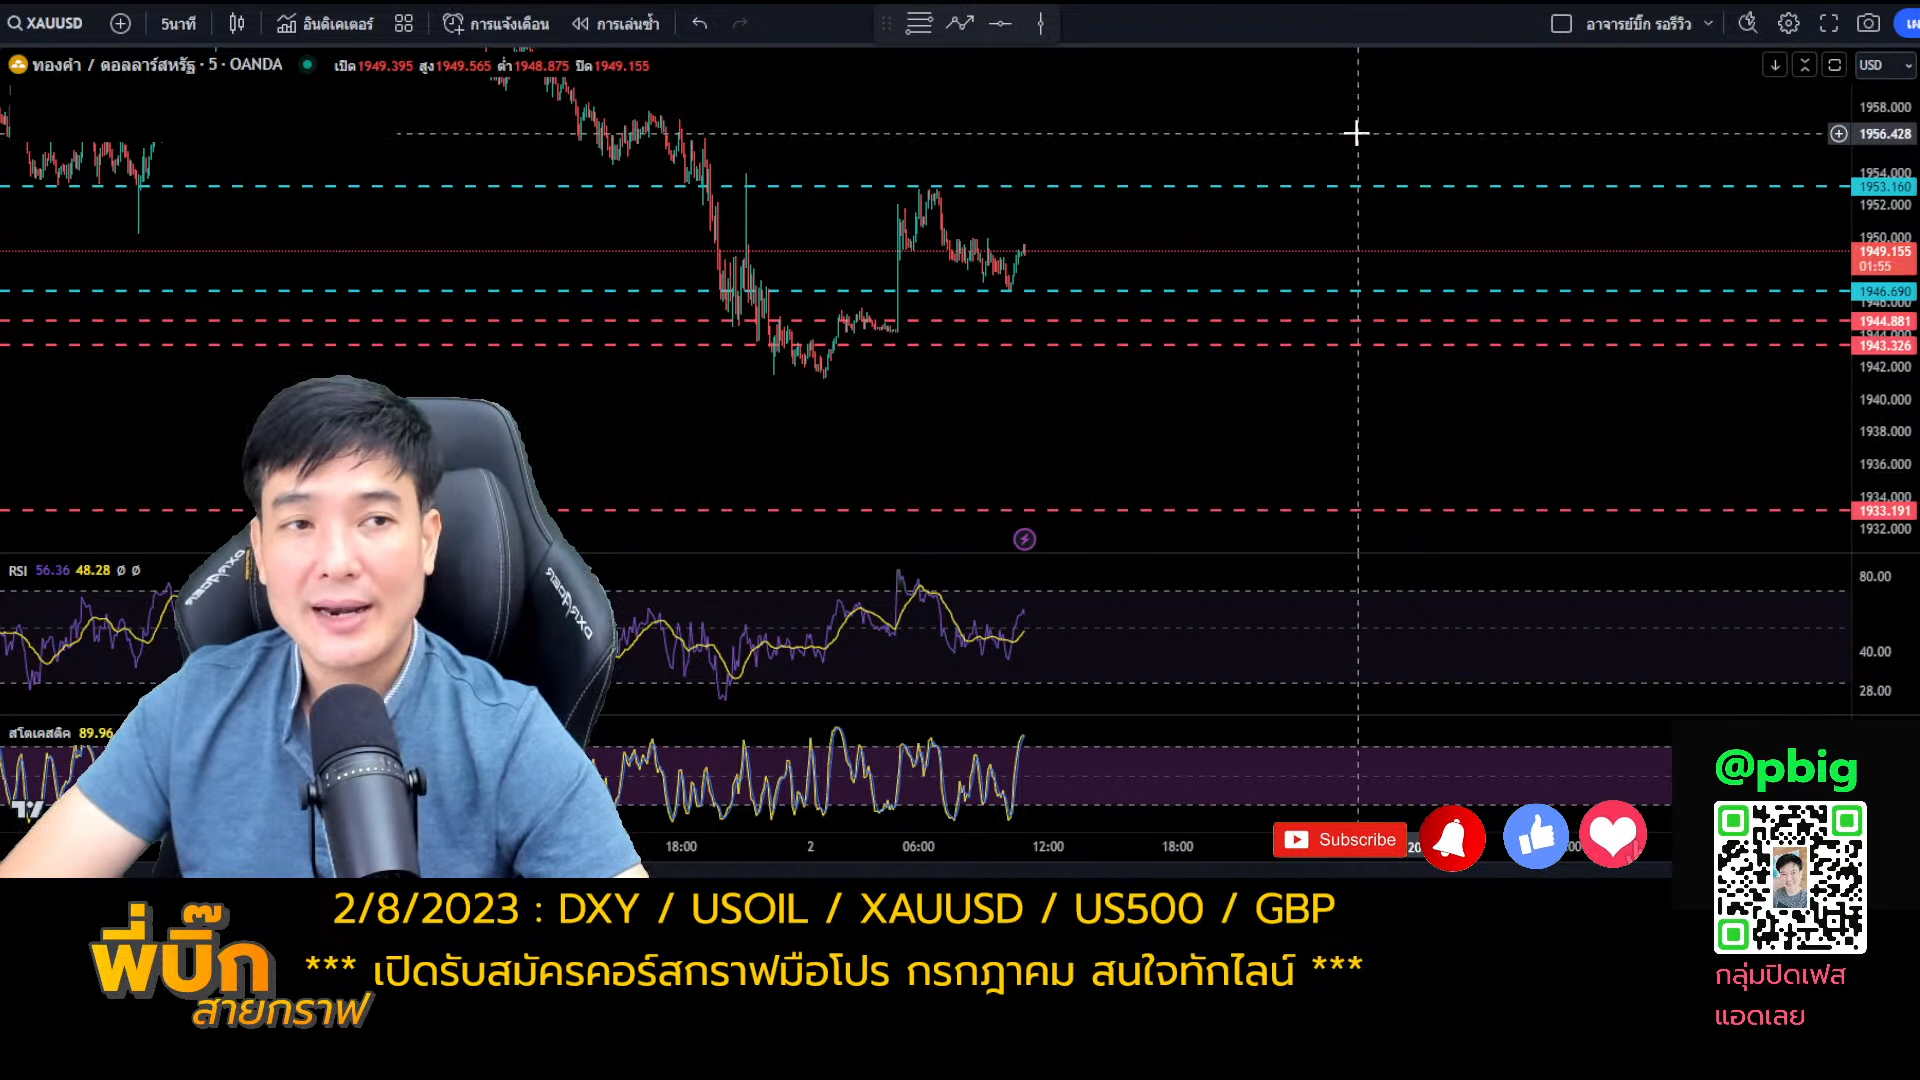 XAUUSD
5นาที
อินดิเคเตอร์
การแจ้งเตือน
การเล่นซ้ำ
อาจารย์บิ๊ก รอรีวิว
ทองคำ / ดอลลาร์สหรัฐ · 5 · OANDA
เปิด1949.395 สูง1949.565 ต่ำ1948.875 ปิด1949.155
USD
1958.000
1956.428
1954.000
1953.160
1952.000
1950.000
1949.155
01:55
1946.690
1944.881
1943.326
1942.000
1940.000
1938.000
1936.000
1934.000
1933.191
1932.000
RSI 56.36 48.28 Ø Ø
80.00
40.00
28.00
DXRACER
DXRACER
สโตเคสติค 89.96
18:00
2
06:00
12:00
18:00
Subscribe
@pbig
กลุ่มปิดเฟส
แอดเลย
พี่บิ๊ก
สายกราฟ
2/8/2023 : DXY / USOIL / XAUUSD / US500 / GBP
*** เปิดรับสมัครคอร์สกราฟมือโปร กรกฎาคม สนใจทักไลน์ ***